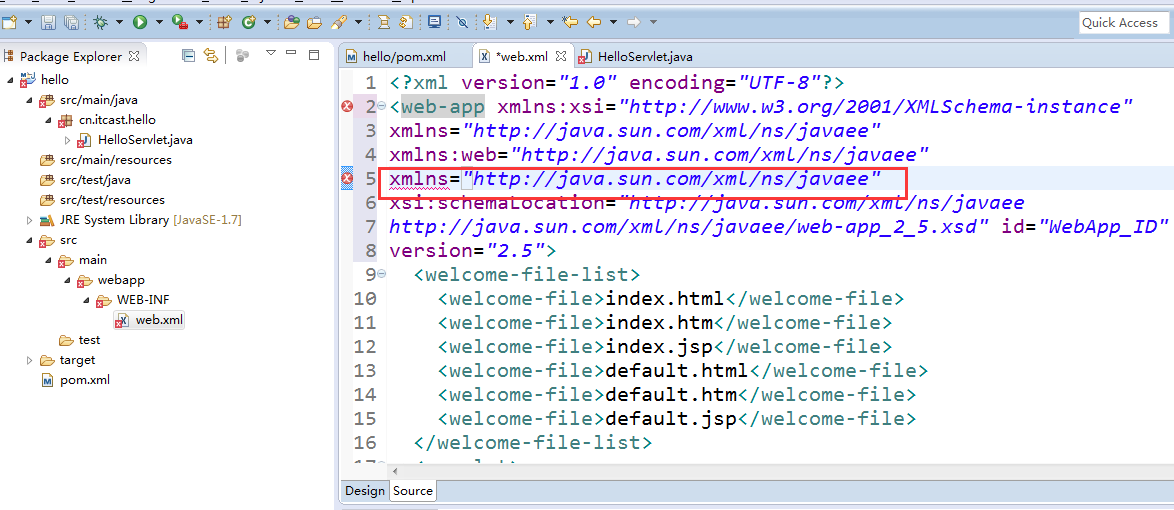 Quick Access
Package Explorer
hello
src/main/java
cn.itcast.hello
HelloServlet.java
src/main/resources
src/test/java
src/test/resources
JRE System Library [JavaSE-1.7]
src
main
webapp
WEB-INF
web.xml
test
target
pom.xml
hello/pom.xml
*web.xml
HelloServlet.java
1 <?xml version="1.0" encoding="UTF-8"?>
2 <web-app xmlns:xsi="http://www.w3.org/2001/XMLSchema-instance"
3 xmlns="http://java.sun.com/xml/ns/javaee"
4 xmlns:web="http://java.sun.com/xml/ns/javaee"
5 xmlns="http://java.sun.com/xml/ns/javaee"
6 xsi:schemaLocation="http://java.sun.com/xml/ns/javaee
7 http://java.sun.com/xml/ns/javaee/web-app_2_5.xsd" id="WebApp_ID"
8 version="2.5">
9 <welcome-file-list>
10 <welcome-file>index.html</welcome-file>
11 <welcome-file>index.htm</welcome-file>
12 <welcome-file>index.jsp</welcome-file>
13 <welcome-file>default.html</welcome-file>
14 <welcome-file>default.htm</welcome-file>
15 <welcome-file>default.jsp</welcome-file>
16 </welcome-file-list>
17
Design
Source